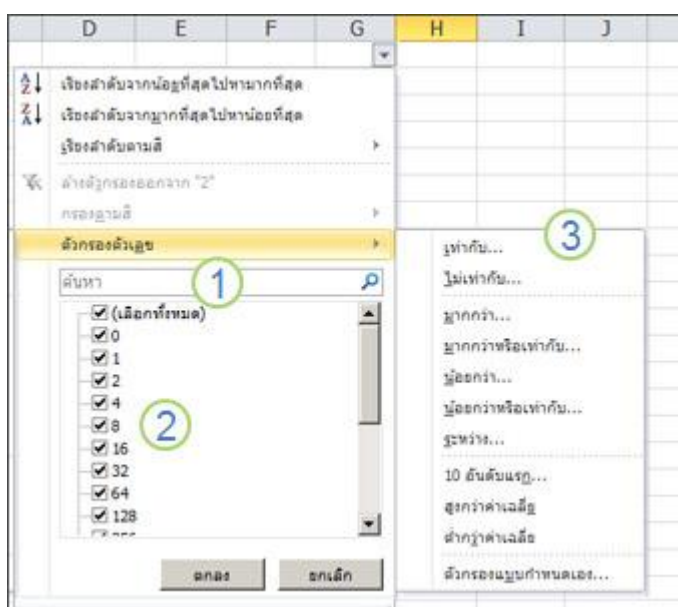 D E F G H I J
เรียงลำดับจากน้อยที่สุดไปหามากที่สุด
เรียงลำดับจากมากที่สุดไปหาน้อยที่สุด
เรียงลำดับตามสี
ล้างตัวกรองออกจาก "2"
กรองตามสี
ตัวกรองตัวเลข
ค้นหา
1
(เลือกทั้งหมด)
0
1
2
4
8
16
32
64
128
2
ตกลง ยกเลิก
3
เท่ากับ...
ไม่เท่ากับ...
มากกว่า...
มากกว่าหรือเท่ากับ...
น้อยกว่า...
น้อยกว่าหรือเท่ากับ...
ระหว่าง...
10 อันดับแรก...
สูงกว่าค่าเฉลี่ย
ต่ำกว่าค่าเฉลี่ย
ตัวกรองแบบกำหนดเอง...